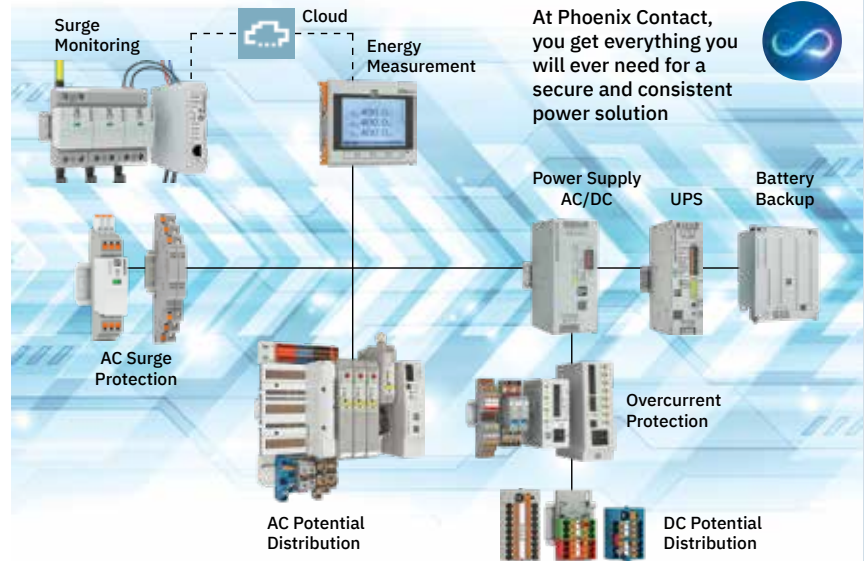 Surge
Monitoring
Cloud
Energy
Measurement
At Phoenix Contact,
you get everything you
will ever need for a
secure and consistent
power solution
Power Supply
AC/DC
UPS
Battery
Backup
AC Surge
Protection
Overcurrent
Protection
AC Potential
Distribution
DC Potential
Distribution